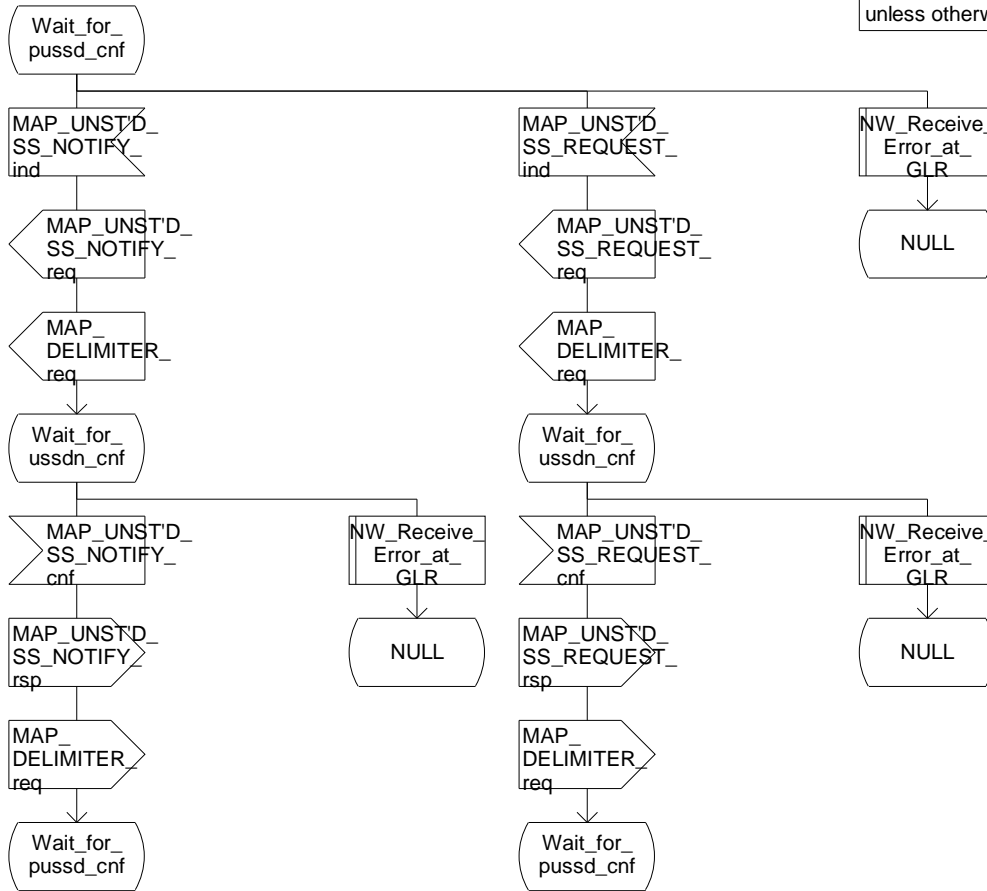 unless otherw
Wait_for_
pussd_cnf
MAP_UNST'D_
SS_NOTIFY_
ind
MAP_UNST'D_
SS_REQUEST_
ind
NW_Receive_
Error_at_
GLR
MAP_UNST'D_
SS_NOTIFY_
req
MAP_UNST'D_
SS_REQUEST_
req
NULL
MAP_
DELIMITER_
req
MAP_
DELIMITER_
req
Wait_for_
ussdn_cnf
Wait_for_
ussdn_cnf
MAP_UNST'D_
SS_NOTIFY_
cnf
NW_Receive_
Error_at_
GLR
MAP_UNST'D_
SS_REQUEST_
cnf
NW_Receive_
Error_at_
GLR
MAP_UNST'D_
SS_NOTIFY_
rsp
NULL
MAP_UNST'D_
SS_REQUEST_
rsp
NULL
MAP_
DELIMITER_
req
MAP_
DELIMITER_
req
Wait_for_
pussd_cnf
Wait_for_
pussd_cnf